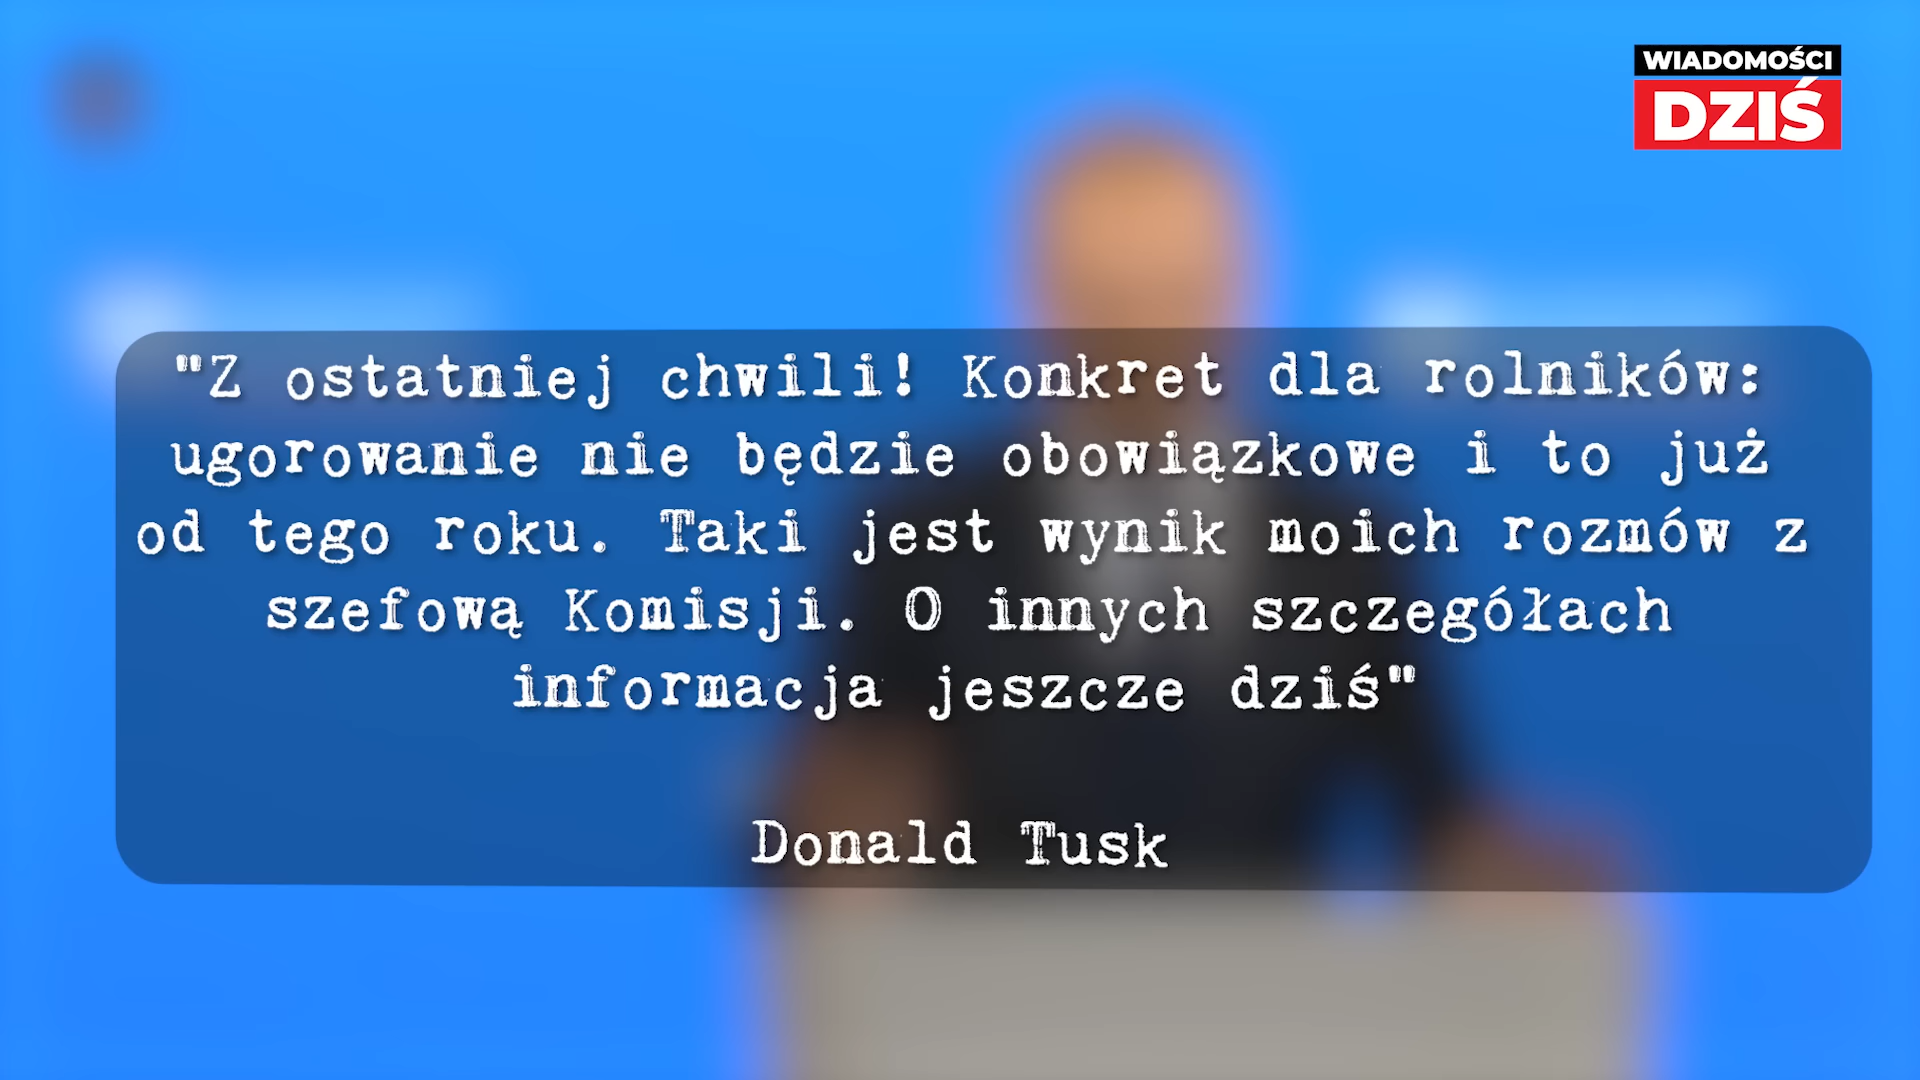 WIADOMOŚCI
DZIŚ
"Z ostatniej chwili! Konkret dla rolników:
ugorowanie nie będzie obowiązkowe i to już
od tego roku. Taki jest wynik moich rozmów z
szefową Komisji. O innych szczegółach
informacja jeszcze dziś"
Donald Tusk